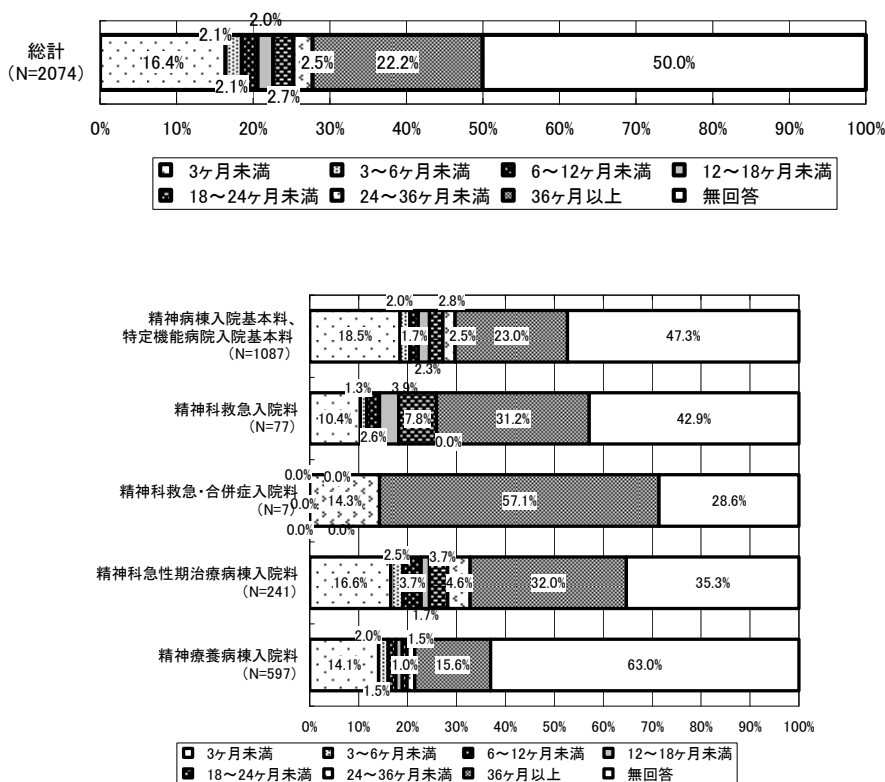 2.0%
2.1%
総計
(N=2074)
16.4%
2.5%
22.2%
50.0%
2.1%
2.7%
0% 10% 20% 30% 40% 50% 60% 70% 80% 90% 100%
3ヶ月未満 3～6ヶ月未満 6～12ヶ月未満 12～18ヶ月未満
18～24ヶ月未満 24～36ヶ月未満 36ヶ月以上 無回答
2.0% 2.8%
精神病棟入院基本料、
特定機能病院入院基本料
(N=1087)
18.5% 1.7% 2.5% 23.0% 47.3%
2.3%
1.3% 3.9%
精神科救急入院料
(N=77)
10.4% 7.8% 31.2% 42.9%
2.6% 0.0%
0.0% 0.0%
精神科救急・合併症入院料
(N=7)
0.0% 14.3% 57.1% 28.6%
0.0% 0.0%
2.5% 3.7%
精神科急性期治療病棟入院料
(N=241)
16.6% 3.7% 4.6% 32.0% 35.3%
1.7%
2.0% 1.5%
精神療養病棟入院料
(N=597)
14.1% 1.0% 15.6% 63.0%
1.5%
0% 10% 20% 30% 40% 50% 60% 70% 80% 90% 100%
3ヶ月未満 3～6ヶ月未満 6～12ヶ月未満 12～18ヶ月未満
18～24ヶ月未満 24～36ヶ月未満 36ヶ月以上 無回答